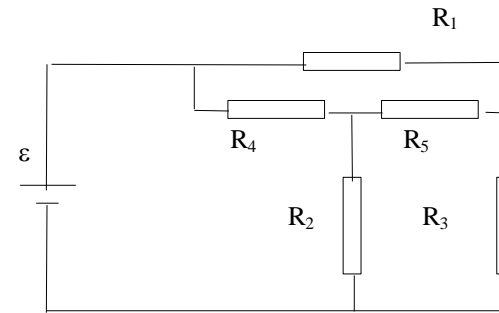 R₁
R₄ R₅
ε
R₂ R₃